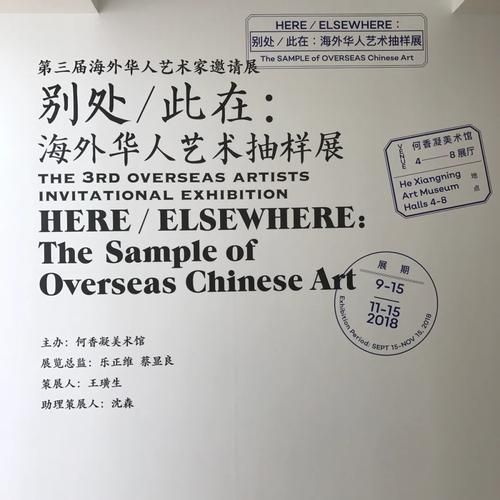 HERE / ELSEWHERE :
别处 / 此在 : 海外华人艺术抽样展
The SAMPLE of OVERSEAS Chinese Art
第三届海外华人艺术家邀请展
别处 / 此在 :
海外华人艺术抽样展
THE 3RD OVERSEAS ARTISTS
INVITATIONAL EXHIBITION
HERE / ELSEWHERE:
The Sample of
Overseas Chinese Art
VENUE
何香凝美术馆
4——8 展厅
He Xiangning
Art Museum
Halls 4-8
地点
展 期
9-15
11-15
2018
Exhibition Period: SEPT 15-NOV 15, 2018
主办：何香凝美术馆
展览总监：乐正维 蔡显良
策展人：王璜生
助理策展人：沈森